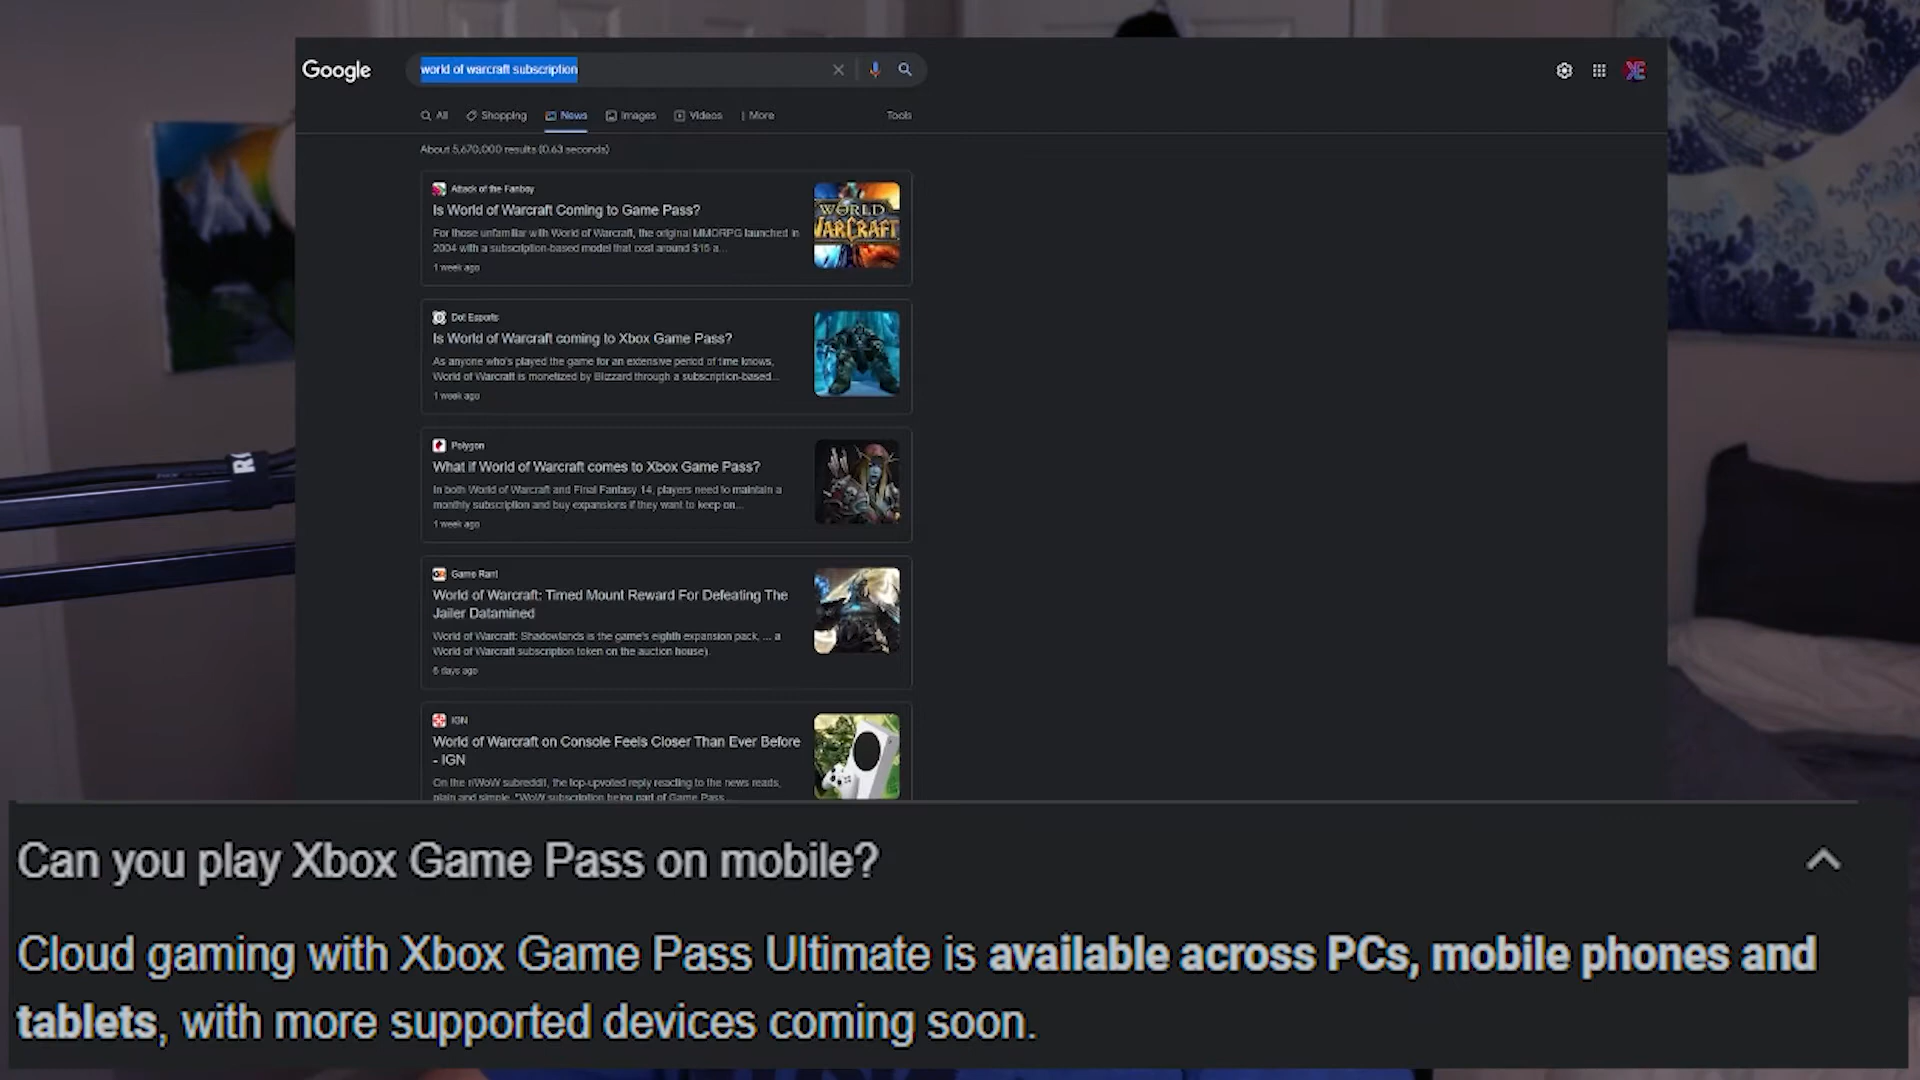 Google
world of warcraft subscription
All Shopping News Images Videos More Tools
About 5,670,000 results (0.63 seconds)
Attack of the Fanboy
Is World of Warcraft Coming to Game Pass?
For those unfamiliar with World of Warcraft, the original MMORPG launched in
2004 with a subscription-based model that cost around $15 a...
1 week ago
WORLD
WARCRAFT
Dot Esports
Is World of Warcraft coming to Xbox Game Pass?
As anyone who's played the game for an extensive period of time knows,
World of Warcraft is monetized by Blizzard through a subscription-based...
1 week ago
Polygon
What if World of Warcraft comes to Xbox Game Pass?
In both World of Warcraft and Final Fantasy 14, players need to maintain a
monthly subscription and buy expansions if they want to keep on...
1 week ago
Game Rant
World of Warcraft: Timed Mount Reward For Defeating The
Jailer Datamined
World of Warcraft: Shadowlands is the game's eighth expansion pack, ... a
World of Warcraft subscription token on the auction house).
6 days ago
IGN
World of Warcraft on Console Feels Closer Than Ever Before
- IGN
On the r/WoW subreddit, the top-upvoted reply reacting to the news reads,
plain and simple, "WoW subscription being part of Game Pass...
Can you play Xbox Game Pass on mobile?
Cloud gaming with Xbox Game Pass Ultimate is available across PCs, mobile phones and
tablets, with more supported devices coming soon.